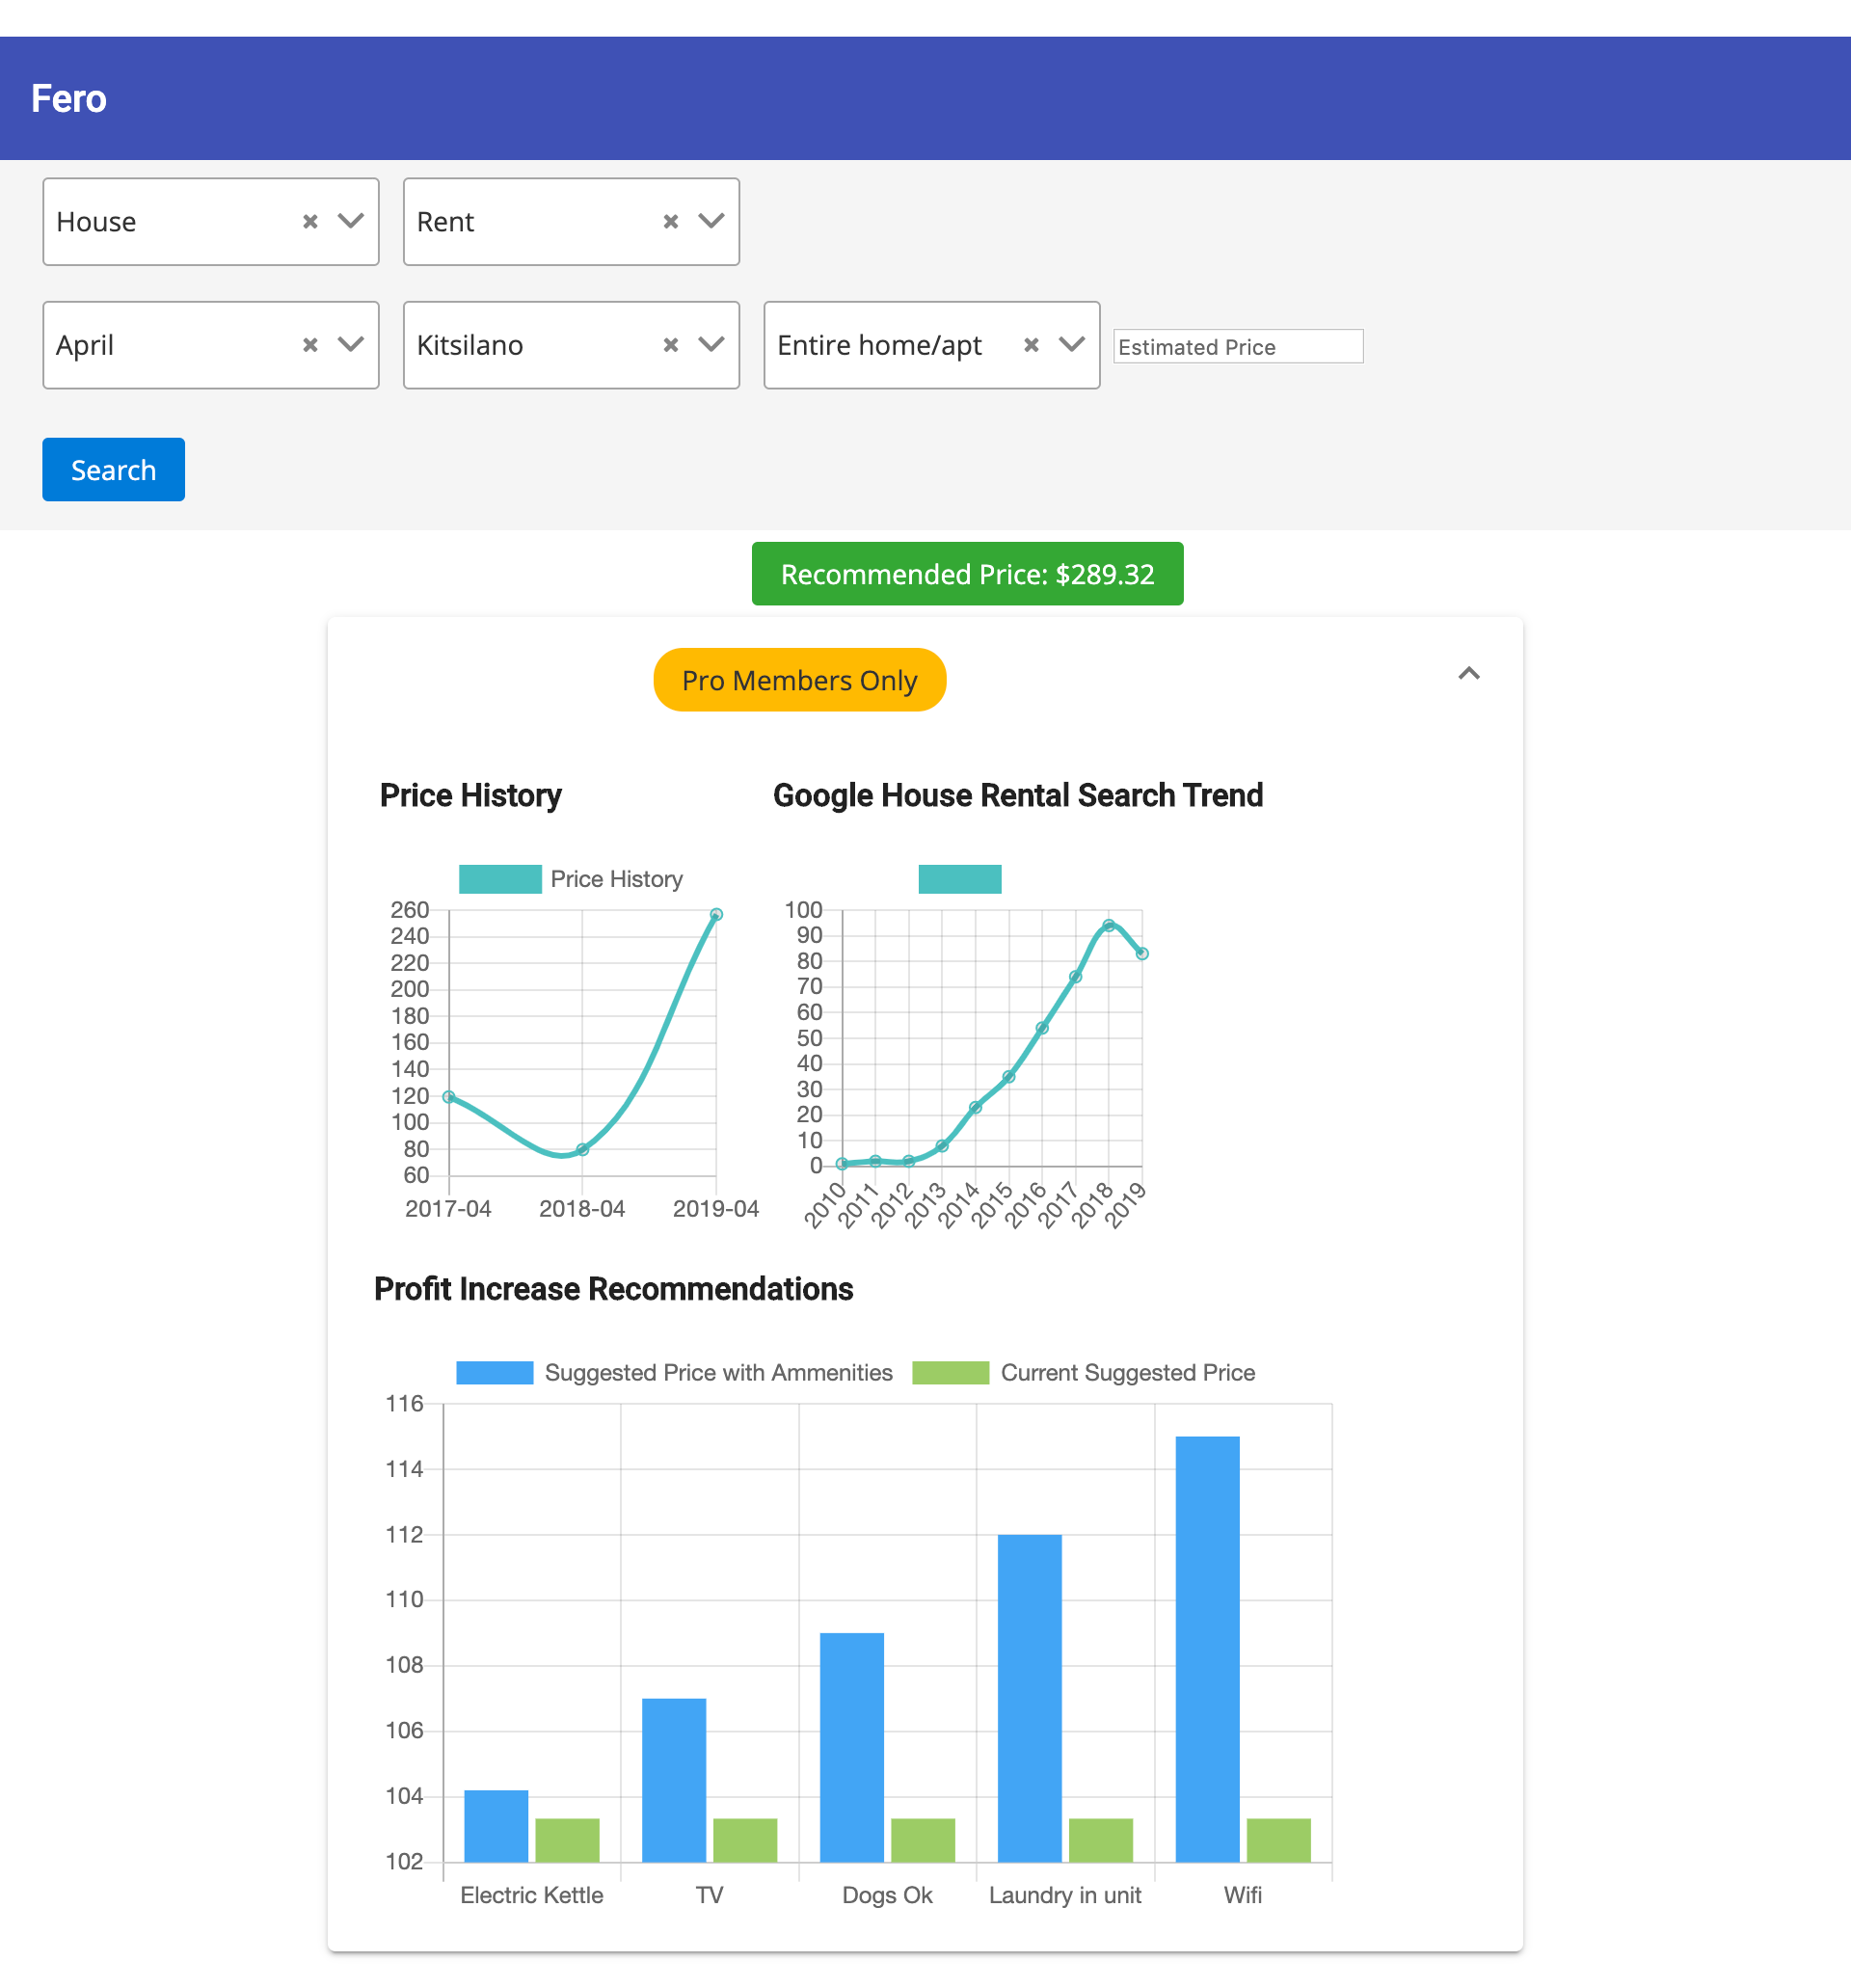 Fero
House
Rent
April
Kitsilano
Entire home/apt
Estimated Price
Search
Recommended Price: $289.32
Pro Members Only
Price History
Google House Rental Search Trend
Price History
260
240
220
200
180
160
140
120
100
80
60
2017-04 2018-04 2019-04
100
90
80
70
60
50
40
30
20
10
0
2010 2011 2012 2013 2014 2015 2016 2017 2018 2019
Profit Increase Recommendations
Suggested Price with Ammenities Current Suggested Price
116
114
112
110
108
106
104
102
Electric Kettle TV Dogs Ok Laundry in unit Wifi